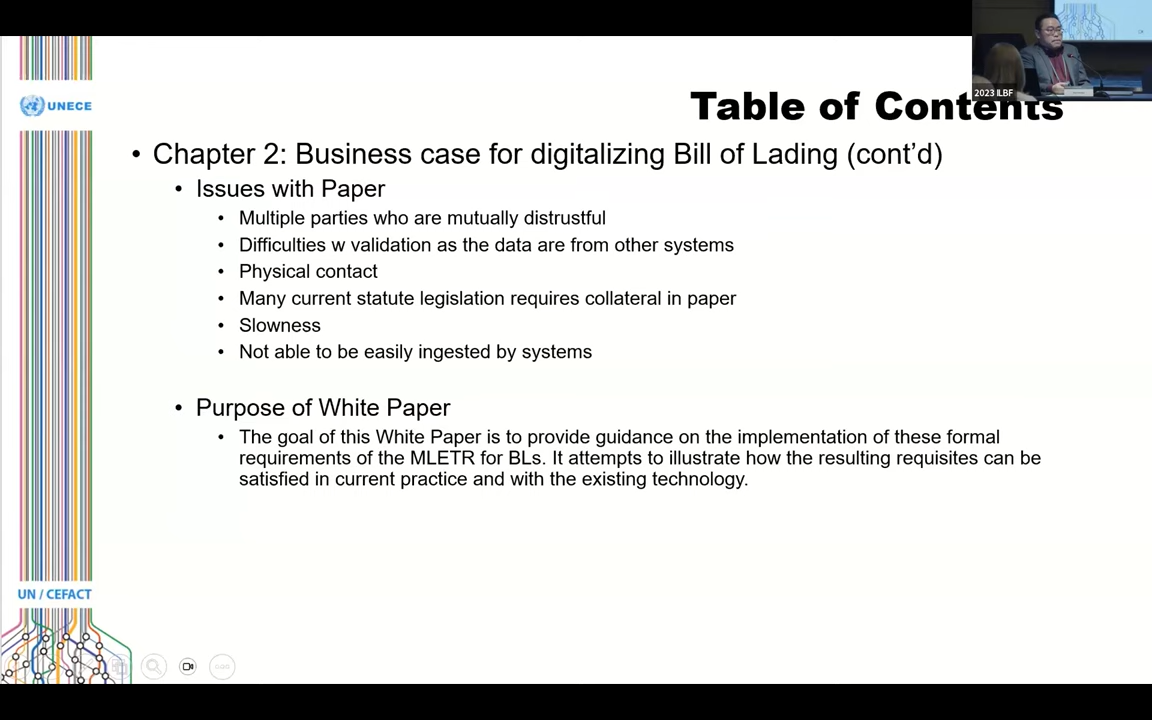 2023 ILBF
UNECE
Table of Contents
• Chapter 2: Business case for digitalizing Bill of Lading (cont’d)
• Issues with Paper
• Multiple parties who are mutually distrustful
• Difficulties w validation as the data are from other systems
• Physical contact
• Many current statute legislation requires collateral in paper
• Slowness
• Not able to be easily ingested by systems
• Purpose of White Paper
• The goal of this White Paper is to provide guidance on the implementation of these formal
requirements of the MLETR for BLs. It attempts to illustrate how the resulting requisites can be
satisfied in current practice and with the existing technology.
UN / CEFACT